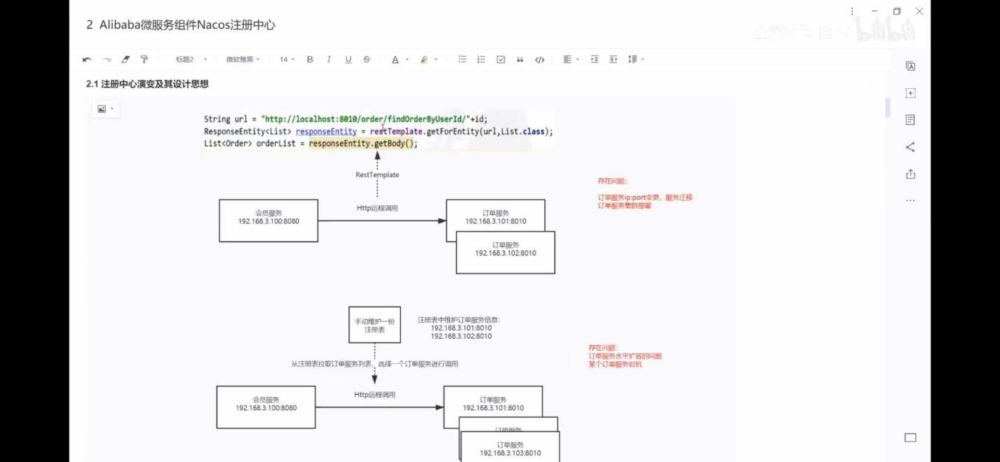 2 Alibaba微服务组件Nacos注册中心
bilibili
标题2
微软雅黑
14
B
I
U
S
A
2.1 注册中心演变及其设计思想
String url = "http://localhost:8010/order/findOrderByUserId/"+id;
ResponseEntity<List> responseEntity = restTemplate.getForEntity(url,List.class);
List<Order> orderList = responseEntity.getBody();
RestTemplate
Http远程调用
会员服务
192.168.3.100:8080
订单服务
192.168.3.101:8010
订单服务
192.168.3.102:8010
存在问题:
订单服务ip:port变更，服务迁移
订单服务集群部署
手动维护一份
注册表
注册表中维护订单服务信息:
192.168.3.101:8010
192.168.3.102:8010
从注册表拉取订单服务列表，选择一个订单服务进行调用
Http远程调用
存在问题:
订单服务水平扩容的问题
某个订单服务宕机
会员服务
192.168.3.100:8080
订单服务
192.168.3.101:8010
订单服务
订单服务
192.168.3.103:8010